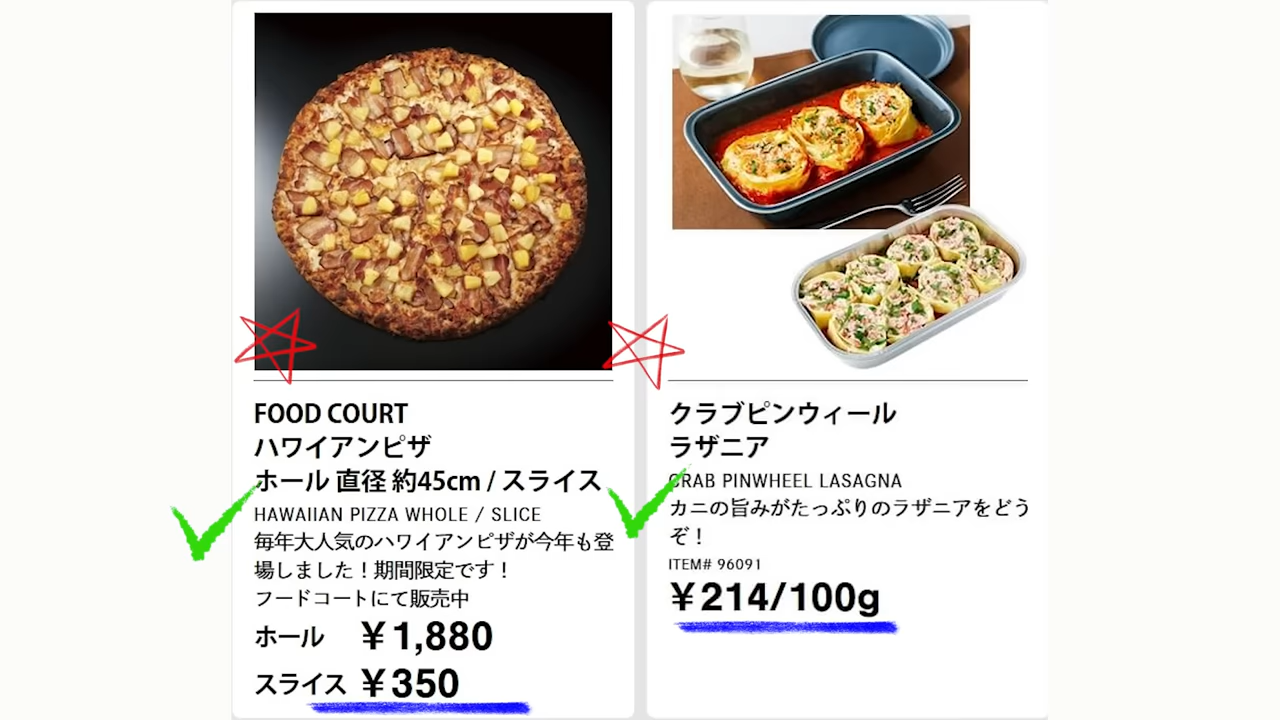 FOOD COURT
ハワイアンピザ
ホール 直径 約45cm / スライス
HAWAIIAN PIZZA WHOLE / SLICE
毎年大人気のハワイアンピザが今年も登
場しました！期間限定です！
フードコートにて販売中
ホール ￥1,880
スライス ￥350
クラブピンウィール
ラザニア
CRAB PINWHEEL LASAGNA
カニの旨みがたっぷりのラザニアをどう
ぞ！
ITEM# 96091
￥214/100g